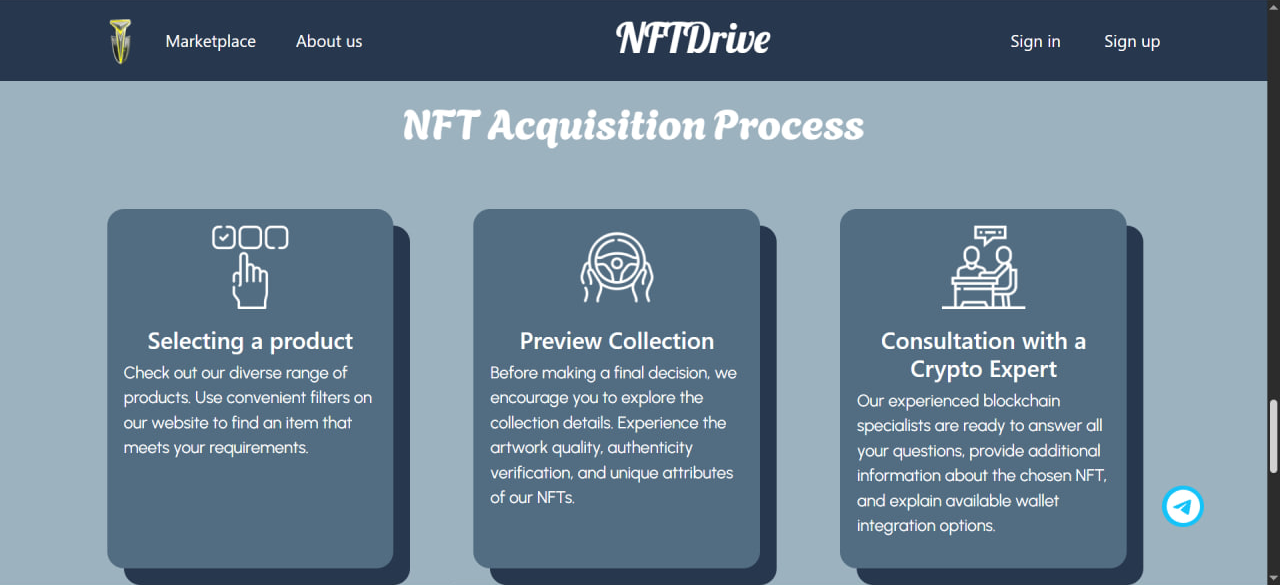 Marketplace
About us
NFTDrive
Sign in
Sign up
NFT Acquisition Process
Selecting a product
Check out our diverse range of
products. Use convenient filters on
our website to find an item that
meets your requirements.
Preview Collection
Before making a final decision, we
encourage you to explore the
collection details. Experience the
artwork quality, authenticity
verification, and unique attributes
of our NFTs.
Consultation with a
Crypto Expert
Our experienced blockchain
specialists are ready to answer all
your questions, provide additional
information about the chosen NFT,
and explain available wallet
integration options.